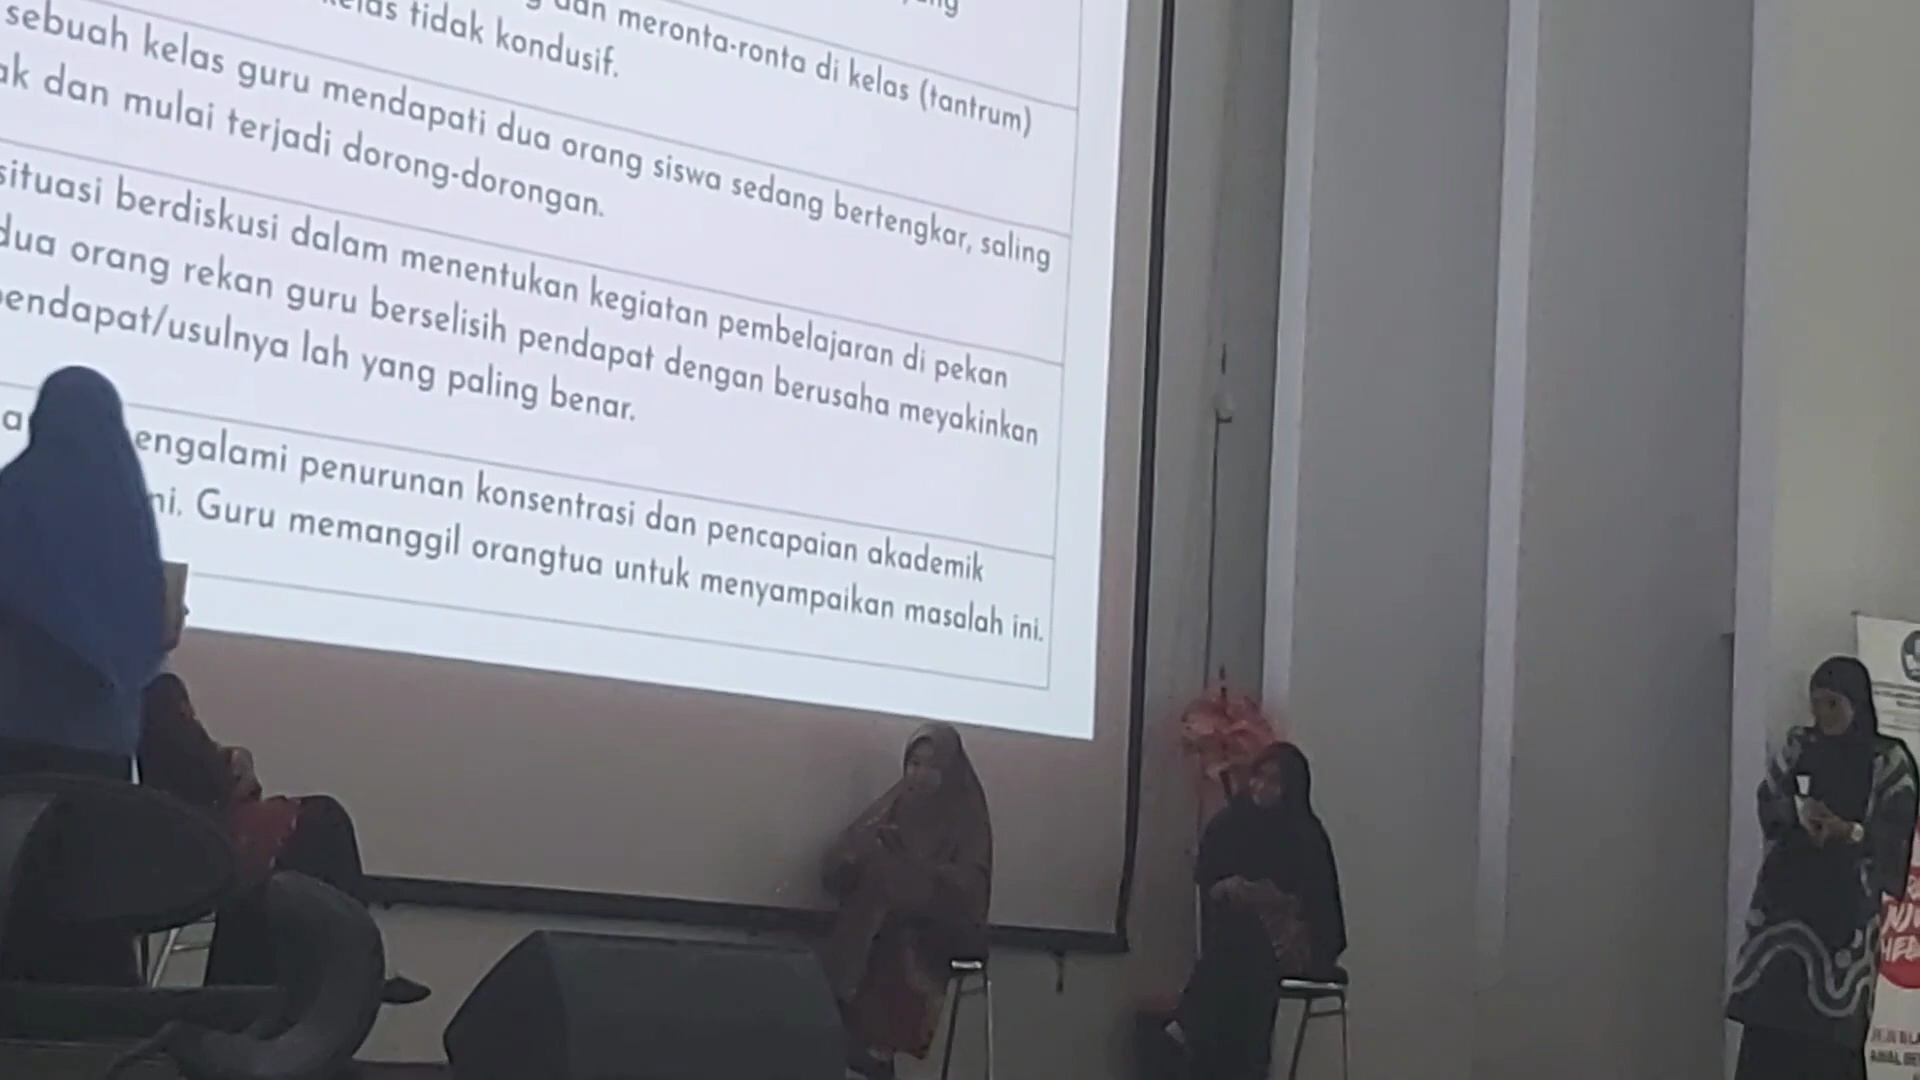 dan meronta-ronta di kelas (tantrum)
tidak kondusif.
sebuah kelas guru mendapati dua orang siswa sedang bertengkar, saling
dan mulai terjadi dorong-dorongan.
situasi berdiskusi dalam menentukan kegiatan pembelajaran di pekan
dua orang rekan guru berselisih pendapat dengan berusaha meyakinkan
pendapat/usulnya lah yang paling benar.
engalami penurunan konsentrasi dan pencapaian akademik
ni. Guru memanggil orangtua untuk menyampaikan masalah ini.